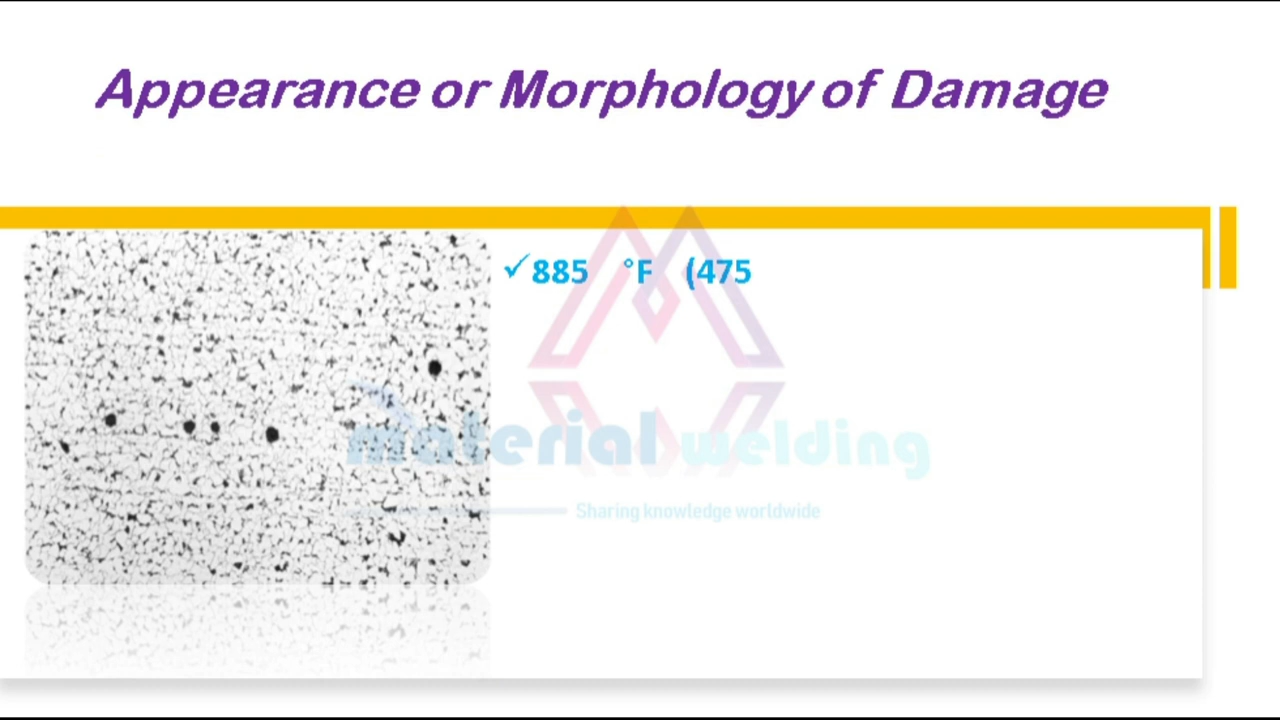 Appearance or Morphology of Damage
✓885 °F (475
material welding
Sharing knowledge worldwide